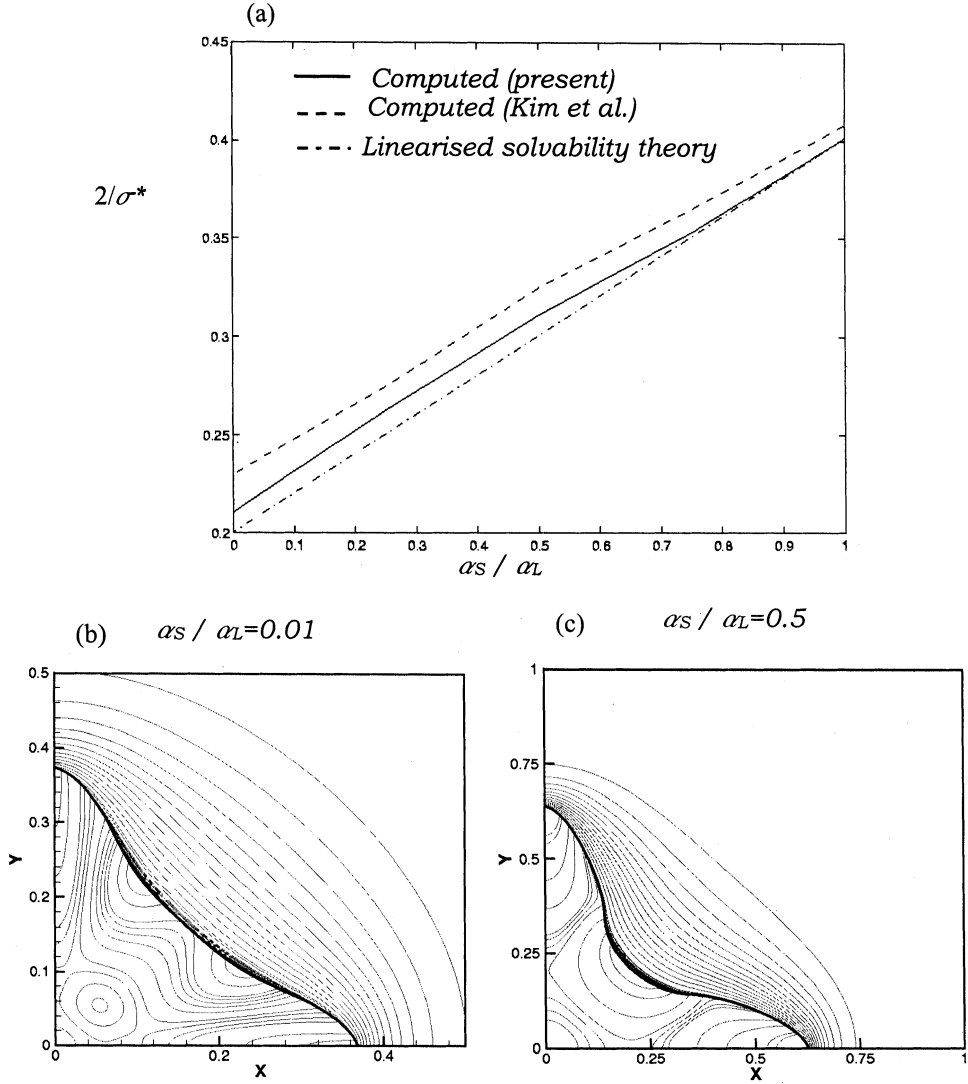 (a)
0.45
Computed (present)
Computed (Kim et al.)
Linearised solvability theory
0.4
2/σ*
0.35
0.3
0.25
0.2
0 0.1 0.2 0.3 0.4 0.5 0.6 0.7 0.8 0.9 1
αS / αL
(b) αS / αL=0.01
(c) αS / αL=0.5
0.5
0.4
0.3
Y
0.2
0.1
0
0 0.2 0.4
X
1
0.75
Y
0.5
0.25
0
0 0.25 0.5 0.75 1
X